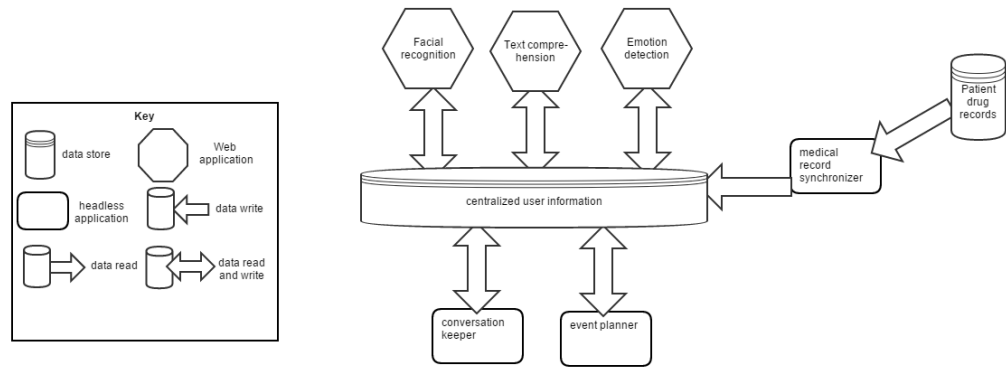 Facial
recognition
Text compre-
hension
Emotion
detection
Patient
drug
records
Key
data store
Web
application
headless
application
data write
data read
data read
and write
medical
record
synchronizer
centralized user information
conversation
keeper
event planner